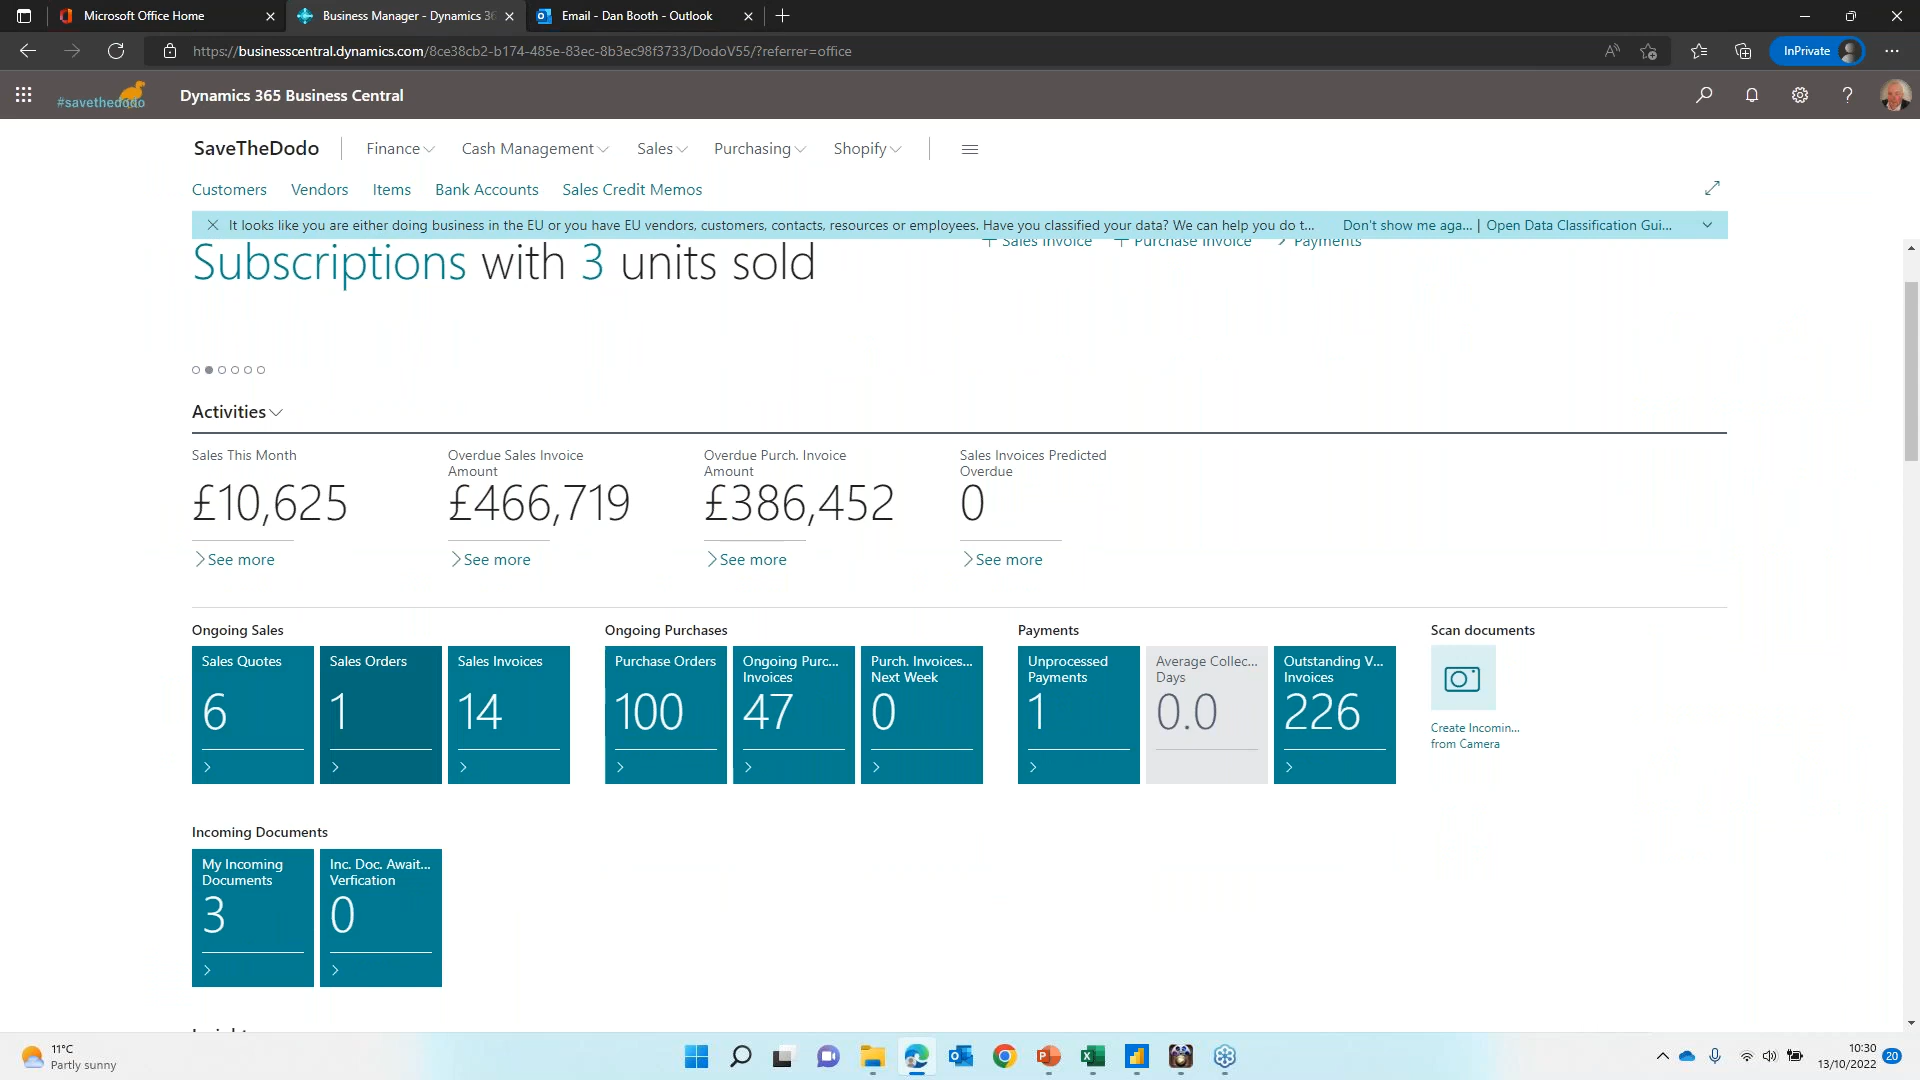 Microsoft Office Home
Business Manager - Dynamics 36
Email - Dan Booth - Outlook
https://businesscentral.dynamics.com/8ce38cb2-b174-485e-83ec-8b3ec98f3733/DodoV55/?referrer=office
InPrivate
#savethedodo
Dynamics 365 Business Central
SaveTheDodo
Finance
Cash Management
Sales
Purchasing
Shopify
Customers
Vendors
Items
Bank Accounts
Sales Credit Memos
It looks like you are either doing business in the EU or you have EU vendors, customers, contacts, resources or employees. Have you classified your data? We can help you do t...
Don't show me aga... | Open Data Classification Gui...
Subscriptions with 3 units sold
+ Sales Invoice
+ Purchase Invoice
> Payments
Activities
Sales This Month
£10,625
See more
Overdue Sales Invoice
Amount
£466,719
See more
Overdue Purch. Invoice
Amount
£386,452
See more
Sales Invoices Predicted
Overdue
0
See more
Ongoing Sales
Sales Quotes
6
Sales Orders
1
Sales Invoices
14
Ongoing Purchases
Purchase Orders
100
Ongoing Purc...
Invoices
47
Purch. Invoices...
Next Week
0
Payments
Unprocessed
Payments
1
Average Collec...
Days
0.0
Outstanding V...
Invoices
226
Scan documents
Create Incomin...
from Camera
Incoming Documents
My Incoming
Documents
3
Inc. Doc. Await...
Verfication
0
11°C
Partly sunny
10:30
13/10/2022
20